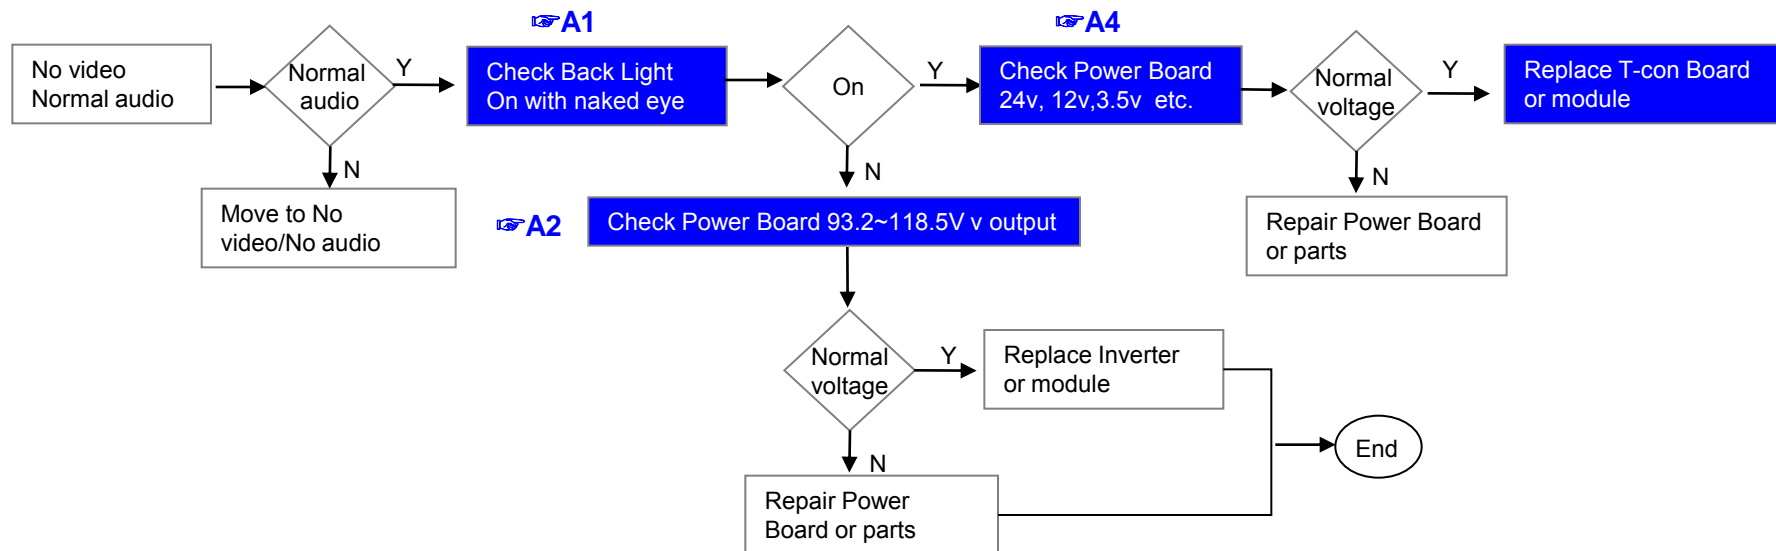 ☞A1
☞A4
No video
Normal audio
Normal
audio
Y
Check Back Light
On with naked eye
On
Y
Check Power Board
24v, 12v,3.5v etc.
Normal
voltage
Y
Replace T-con Board
or module
N
N
N
Move to No
video/No audio
☞A2
Check Power Board 93.2~118.5V v output
Repair Power Board
or parts
Normal
voltage
Y
Replace Inverter
or module
End
N
Repair Power
Board or parts